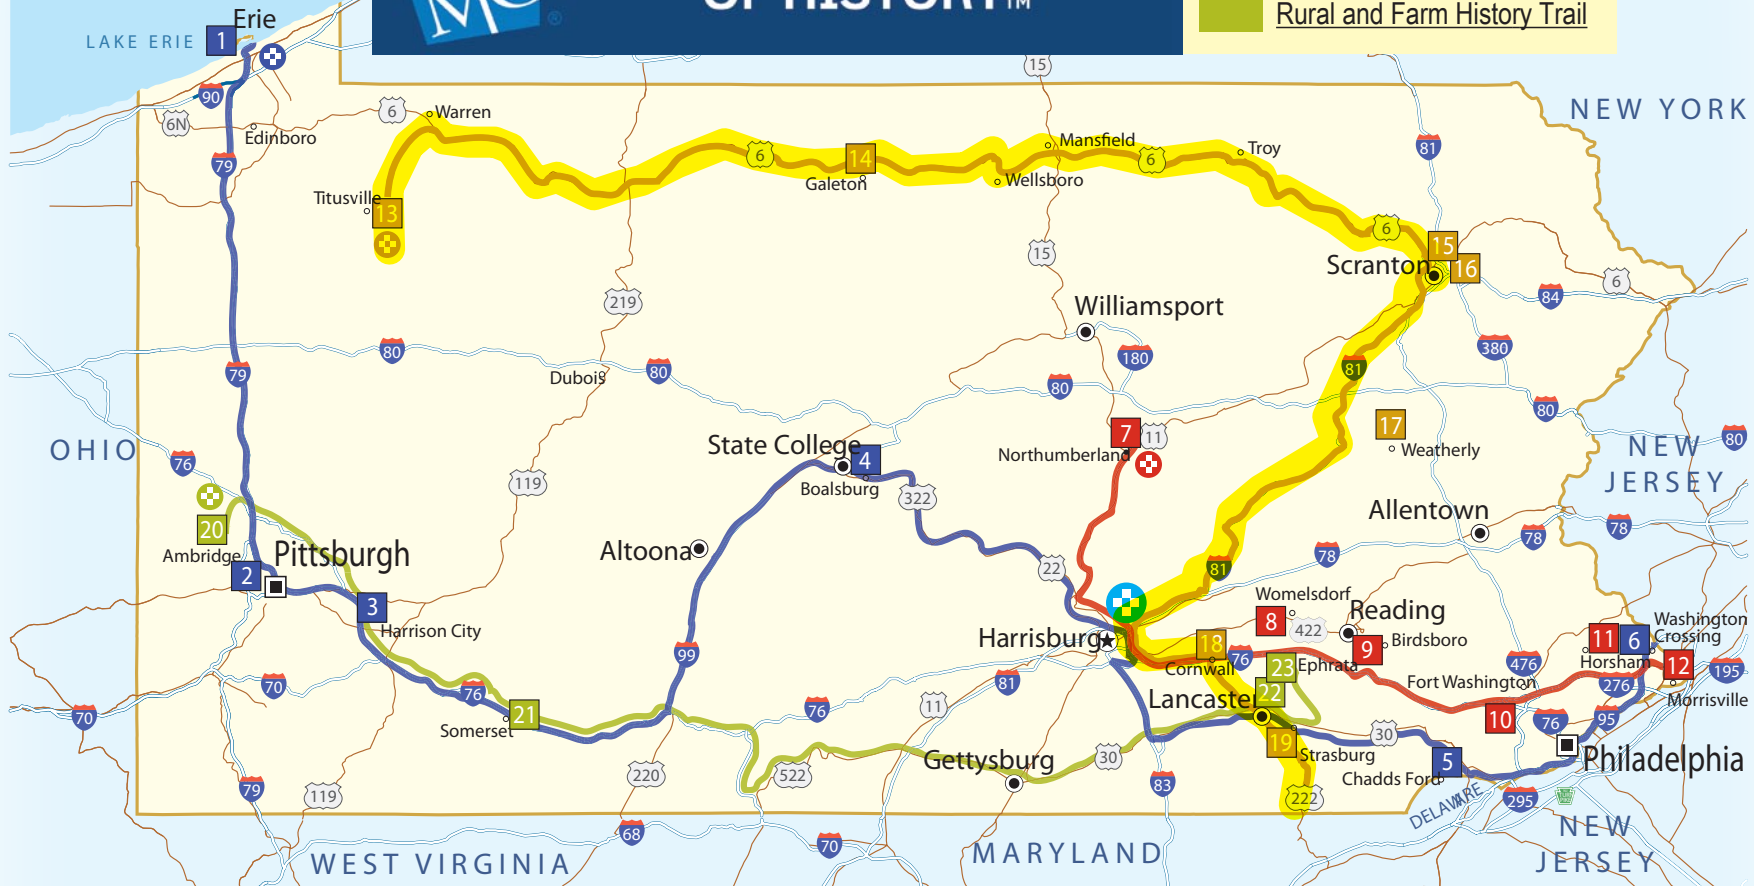 MC
®
OF HISTORY™
Rural and Farm History Trail
Erie
LAKE ERIE
1
90
6N
Edinboro
79
6
Warren
15
NEW YORK
81
Titusville
13
6
14
Galeton
Wellsboro
Mansfield
6
Troy
6
15
16
Scranton
6
84
219
15
Williamsport
180
380
80
79
80
Dubois
80
81
80
OHIO
76
State College
4
Boalsburg
7
11
Northumberland
17
Weatherly
NEW
JERSEY
80
119
322
Allentown
78
78
78
20
Ambridge
Pittsburgh
2
3
Harrison City
Altoona
22
81
Womelsdorf
8
422
Reading
9
Birdsboro
Harrisburg
18
Cornwall
76
23
Ephrata
22
Lancaster
11
6
Washington
Crossing
Horsham
12
195
Morrisville
476
Fort Washington
276
10
76
95
Philadelphia
70
70
76
21
Somerset
99
76
11
81
30
Gettysburg
19
Strasburg
30
5
Chadds Ford
79
119
220
522
83
222
295
DELAWARE
68
70
WEST VIRGINIA
MARYLAND
NEW
JERSEY